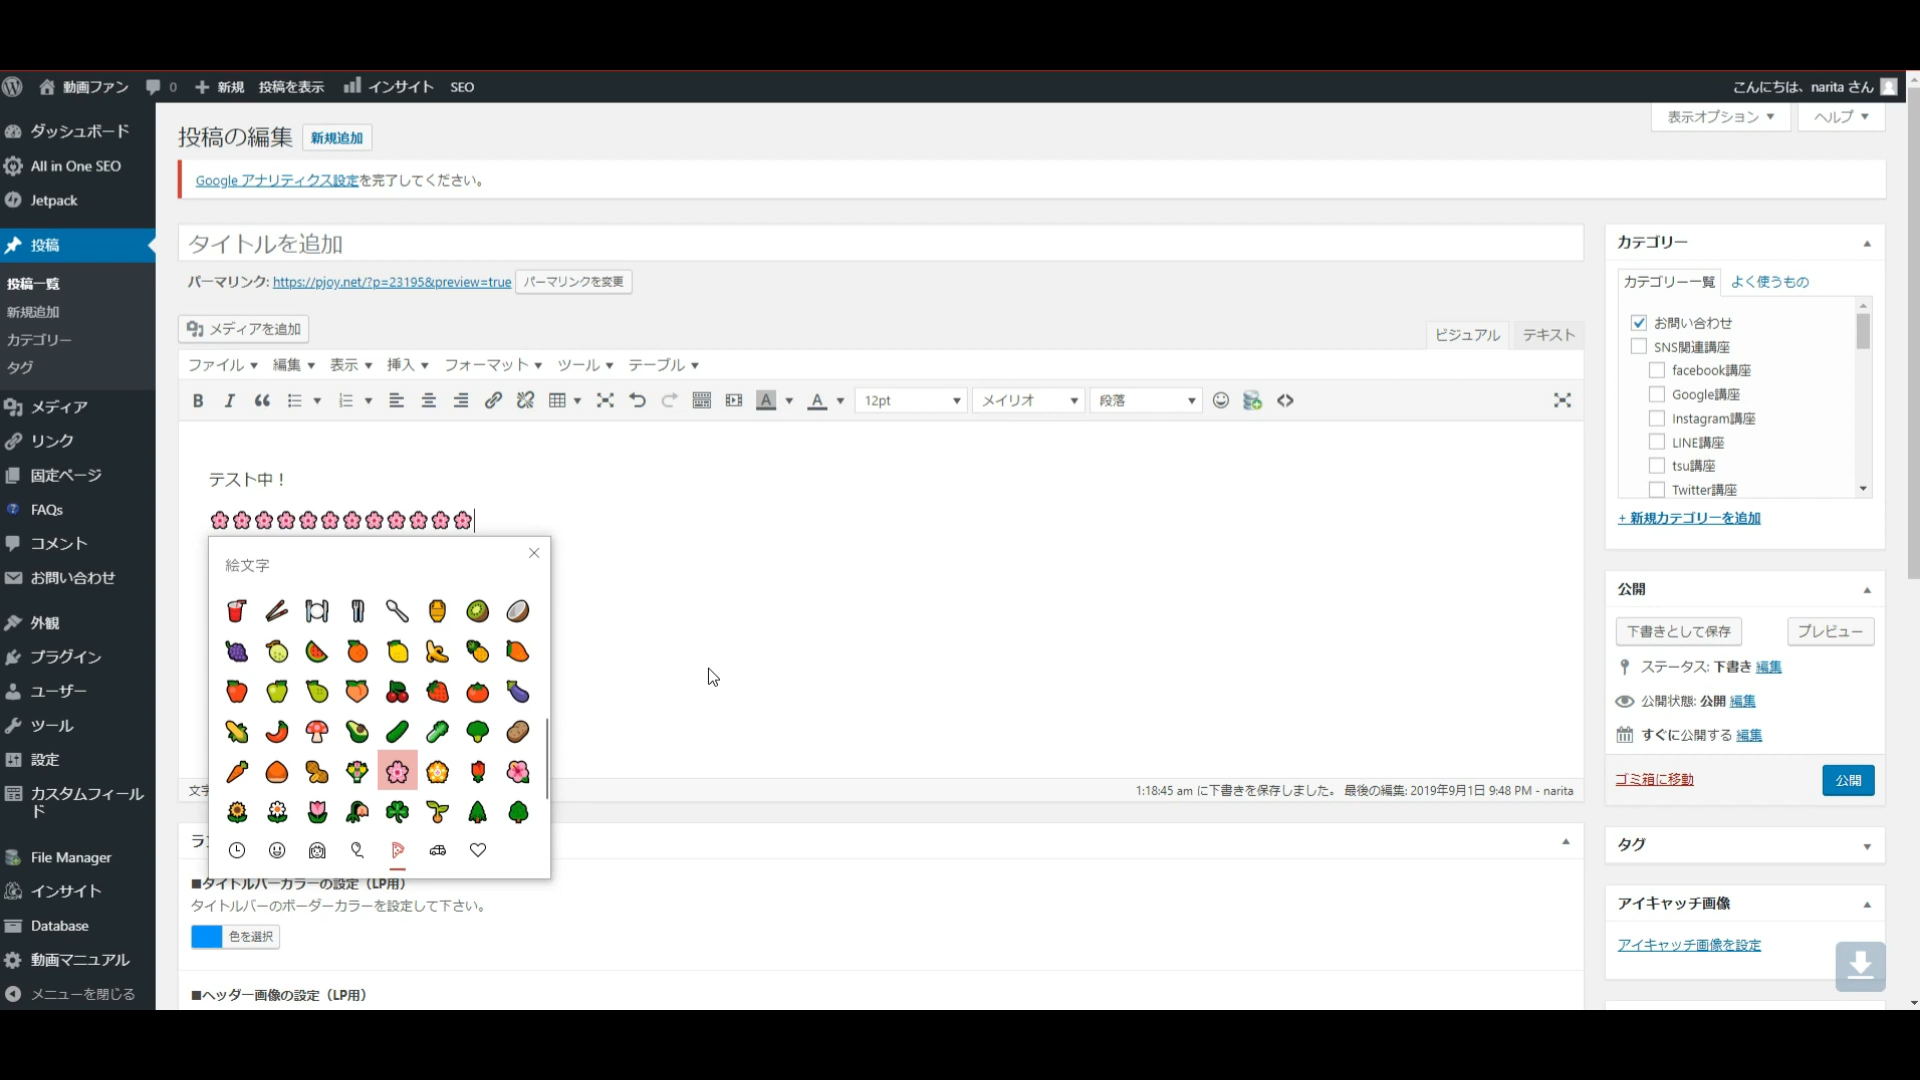 動画ファン 0 新規 投稿を表示 インサイト SEO こんにちは、narita さん
ダッシュボード
All in One SEO
Jetpack
投稿
投稿一覧
新規追加
カテゴリー
タグ
メディア
リンク
固定ページ
FAQs
コメント
お問い合わせ
外観
プラグイン
ユーザー
ツール
設定
カスタムフィール
ド
File Manager
インサイト
Database
動画マニュアル
メニューを閉じる
表示オプション ヘルプ
投稿の編集 新規追加
Google アナリティクス設定を完了してください。
タイトルを追加
パーマリンク: https://pjoy.net/?p=23195&preview=true パーマリンクを変更
メディアを追加
ビジュアル テキスト
ファイル 編集 表示 挿入 フォーマット ツール テーブル
12pt メイリオ 段落
テスト中！
🌸🌸🌸🌸🌸🌸🌸🌸🌸🌸🌸🌸
絵文字
文字
1:18:45 am に下書きを保存しました。 最後の編集: 2019年9月1日 9:48 PM - narita
■タイトルバーカラーの設定（LP用）
タイトルバーのボーダーカラーを設定して下さい。
色を選択
■ヘッダー画像の設定（LP用）
カテゴリー
カテゴリー一覧 よく使うもの
お問い合わせ
SNS関連講座
facebook講座
Google講座
Instagram講座
LINE講座
tsu講座
Twitter講座
+ 新規カテゴリーを追加
公開
下書きとして保存 プレビュー
ステータス: 下書き 編集
公開状態: 公開 編集
すぐに公開する 編集
ゴミ箱に移動 公開
タグ
アイキャッチ画像
アイキャッチ画像を設定